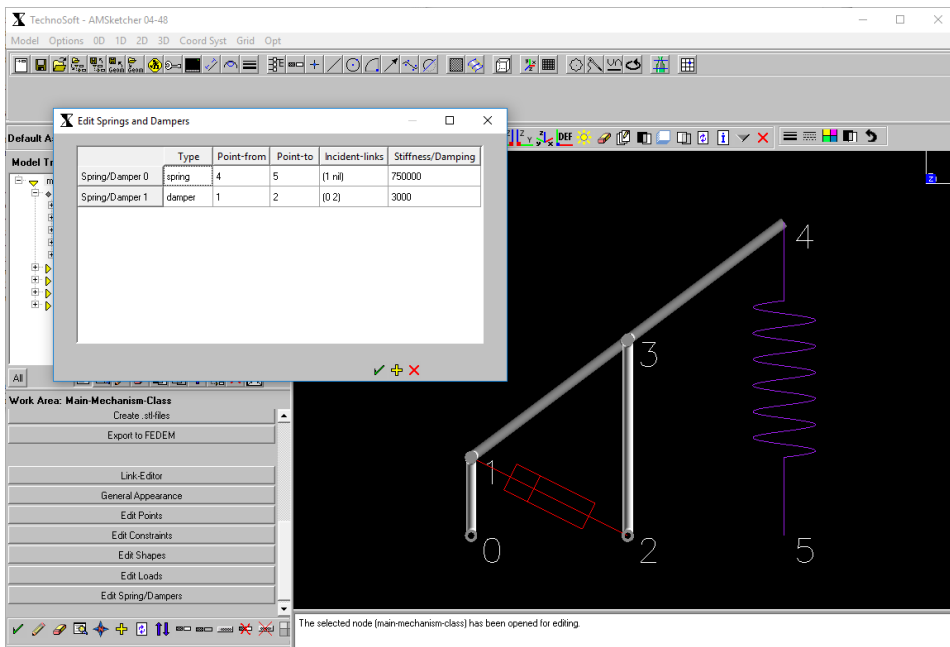 TechnoSoft - AMSketcher 04-48
Model Options 0D 1D 2D 3D Coord Syst Grid Opt
Edit Springs and Dampers
Default A
DEF
Model Tr
m
Type Point-from Point-to Incident-links Stiffness/Damping
Spring/Damper 0 spring 4 5 (1 nil) 750000
Spring/Damper 1 damper 1 2 (0 2) 3000
All
Work Area: Main-Mechanism-Class
Create .stl-files
Export to FEDEM
Link-Editor
General Appearance
Edit Points
Edit Constraints
Edit Shapes
Edit Loads
Edit Spring/Dampers
4
3
1
0
2
5
The selected node (main-mechanism-class) has been opened for editing.